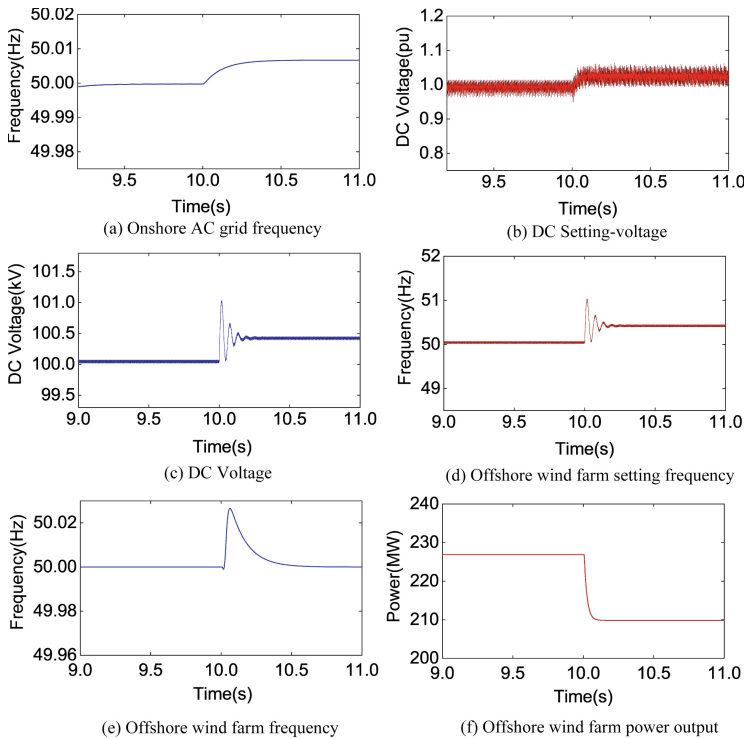 50.02
50.00
49.99
49.98
Frequency(Hz)
9.5 10.0 10.5 11.0
Time(s)
(a) Onshore AC grid frequency
1.2
1.1
1.0
0.9
0.8
DC Voltage(pu)
9.5 10.0 10.5 11.0
Time(s)
(b) DC Setting-voltage
101.5
101.0
100.5
100.0
99.5
DC Voltage(kV)
9.0 9.5 10.0 10.5 11.0
Time(s)
(c) DC Voltage
52
51
50
49
Frequency(Hz)
9.0 9.5 10.0 10.5 11.0
Time(s)
(d) Offshore wind farm setting frequency
50.02
50.00
49.98
49.96
Frequency(Hz)
9.0 9.5 10.0 10.5 11.0
Time(s)
(e) Offshore wind farm frequency
240
230
220
210
200
Power(MW)
9.0 9.5 10.0 10.5 11.0
Time(s)
(f) Offshore wind farm power output